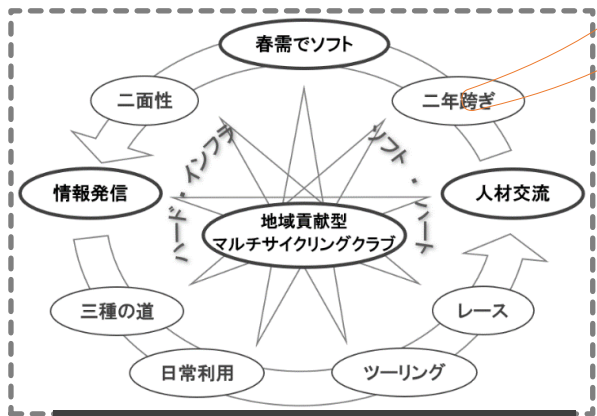 春需でソフト
二面性
二年跨ぎ
ハード・インフラ
ソフト・ハート
情報発信
人材交流
地域貢献型
マルチサイクリングクラブ
三種の道
レース
日常利用
ツーリング